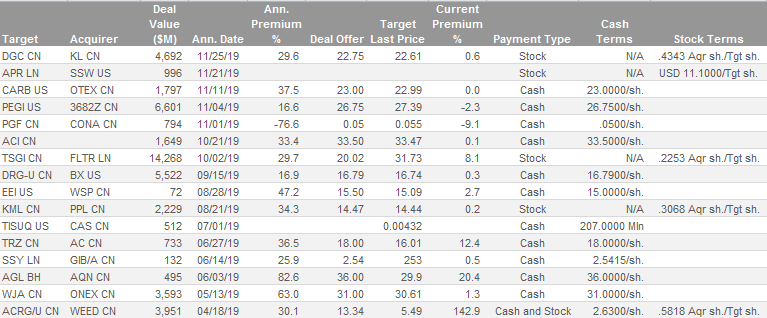 Deal Ann. Current
Value Premium Target Premium Cash
Target Acquirer ($M) Ann. Date % Deal Offer Last Price % Payment Type Terms Stock Terms
DGC CN KL CN 4,692 11/25/19 29.6 22.75 22.61 0.6 Stock N/A .4343 Aqr sh./Tgt sh.
APR LN SSW US 996 11/21/19 Stock N/A USD 11.1000/Tgt sh.
CARB US OTEX CN 1,797 11/11/19 37.5 23.00 22.99 0.0 Cash 23.0000/sh.
PEGI US 3682Z CN 6,601 11/04/19 16.6 26.75 27.39 -2.3 Cash 26.7500/sh.
PGF CN CONA CN 794 11/01/19 -76.6 0.05 0.055 -9.1 Cash .0500/sh.
ACI CN 1,649 10/21/19 33.4 33.50 33.47 0.1 Cash 33.5000/sh.
TSGI CN FLTR LN 14,268 10/02/19 29.7 20.02 31.73 8.1 Stock N/A .2253 Aqr sh./Tgt sh.
DRG-U CN BX US 5,522 09/15/19 16.9 16.79 16.74 0.3 Cash 16.7900/sh.
EEI US WSP CN 72 08/28/19 47.2 15.50 15.09 2.7 Cash 15.0000/sh.
KML CN PPL CN 2,229 08/21/19 34.3 14.47 14.44 0.2 Stock N/A .3068 Aqr sh./Tgt sh.
TISUQ US CAS CN 512 07/01/19 0.00432 Cash 207.0000 Mln
TRZ CN AC CN 733 06/27/19 36.5 18.00 16.01 12.4 Cash 18.0000/sh.
SSY LN GIB/A CN 132 06/14/19 25.9 2.54 253 0.5 Cash 2.5415/sh.
AGL BH AQN CN 495 06/03/19 82.6 36.00 29.9 20.4 Cash 36.0000/sh.
WJA CN ONEX CN 3,593 05/13/19 63.0 31.00 30.61 1.3 Cash 31.0000/sh.
ACRG/U CN WEED CN 3,951 04/18/19 30.1 13.34 5.49 142.9 Cash and Stock 2.6300/sh. .5818 Aqr sh./Tgt sh.